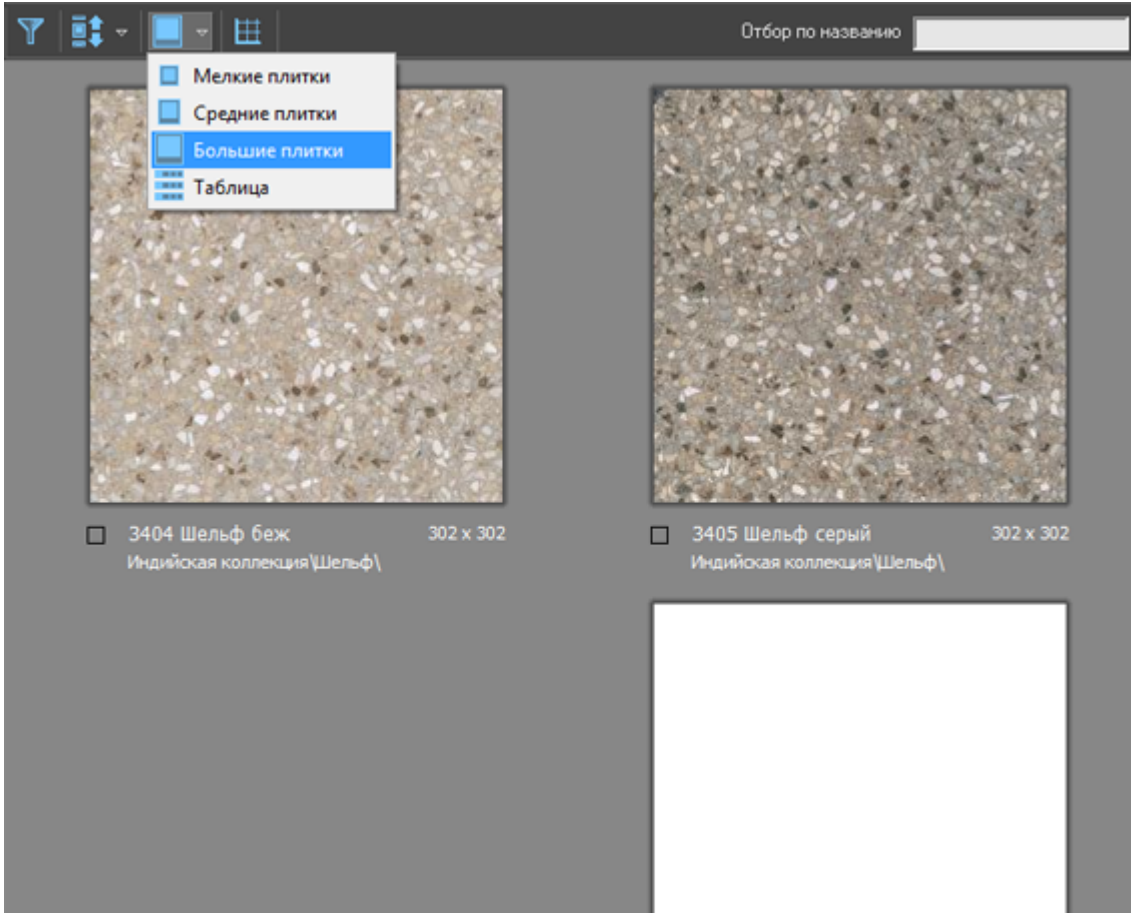 Отбор по названию
Мелкие плитки
Средние плитки
Большие плитки
Таблица
3404 Шельф беж 302 x 302
Индийская коллекция\Шельф\
3405 Шельф серый 302 x 302
Индийская коллекция\Шельф\